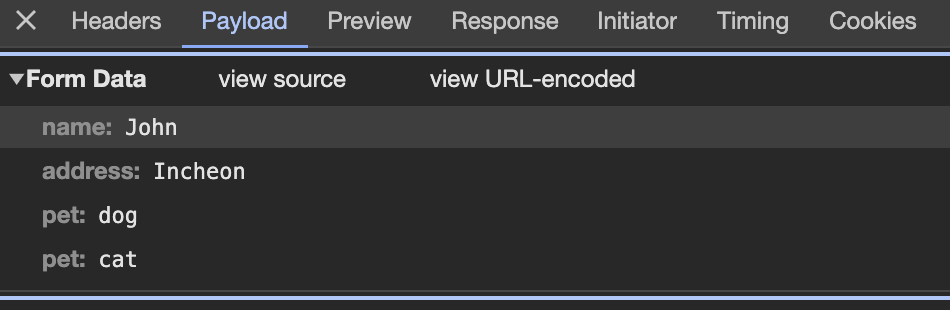 Headers Payload Preview Response Initiator Timing Cookies
Form Data view source view URL-encoded
name: John
address: Incheon
pet: dog
pet: cat